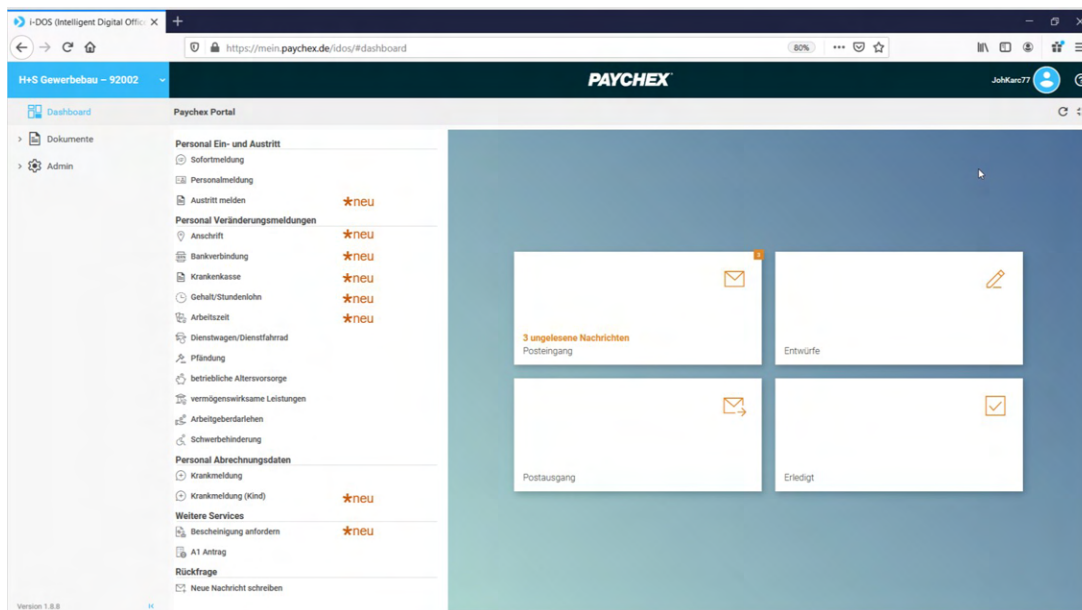 i-DOS (Intelligent Digital Offic
https://mein.paychex.de/idos/#dashboard
80%
H+S Gewerbebau – 92002
PAYCHEX
JohKarc77
Dashboard
Dokumente
Admin
Paychex Portal
Personal Ein- und Austritt
Sofortmeldung
Personalmeldung
Austritt melden *neu
Personal Veränderungsmeldungen
Anschrift *neu
Bankverbindung *neu
Krankenkasse *neu
Gehalt/Stundenlohn *neu
Arbeitszeit *neu
Dienstwagen/Dienstfahrrad
Pfändung
betriebliche Altersvorsorge
vermögenswirksame Leistungen
Arbeitgeberdarlehen
Schwerbehinderung
Personal Abrechnungsdaten
Krankmeldung
Krankmeldung (Kind) *neu
Weitere Services
Bescheinigung anfordern *neu
A1 Antrag
Rückfrage
Neue Nachricht schreiben
3
3 ungelesene Nachrichten
Posteingang
Entwürfe
Postausgang
Erledigt
Version 1.8.8